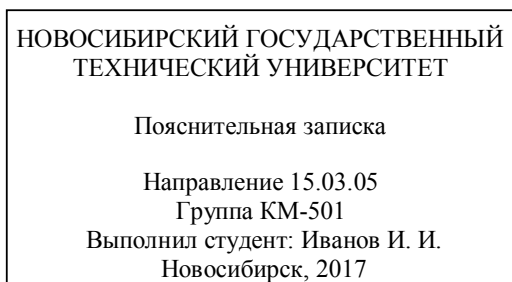 НОВОСИБИРСКИЙ ГОСУДАРСТВЕННЫЙ
ТЕХНИЧЕСКИЙ УНИВЕРСИТЕТ
Пояснительная записка
Направление 15.03.05
Группа КМ-501
Выполнил студент: Иванов И. И.
Новосибирск, 2017